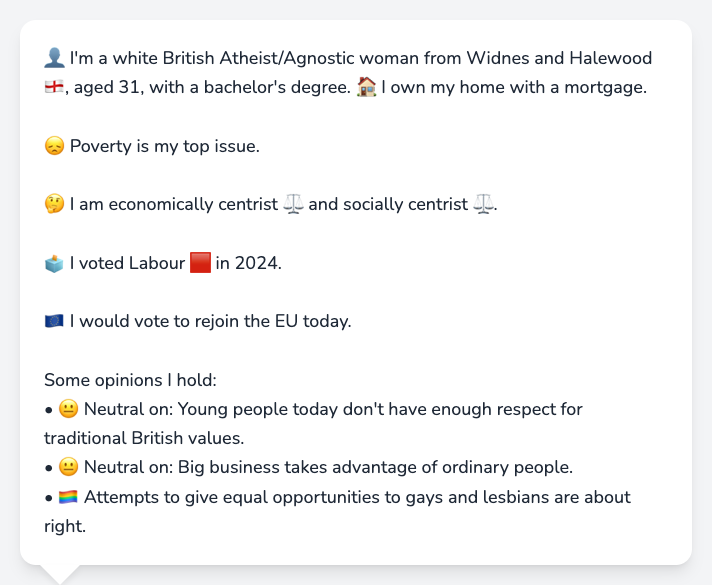 👤 I'm a white British Atheist/Agnostic woman from Widnes and Halewood
🏴󠁧󠁢󠁥󠁮󠁧󠁿, aged 31, with a bachelor's degree. 🏠 I own my home with a mortgage.
😞 Poverty is my top issue.
🤔 I am economically centrist ⚖️ and socially centrist ⚖️.
🗳️ I voted Labour 🟥 in 2024.
🇪🇺 I would vote to rejoin the EU today.
Some opinions I hold:
• 😐 Neutral on: Young people today don't have enough respect for
traditional British values.
• 😐 Neutral on: Big business takes advantage of ordinary people.
• 🏳️‍🌈 Attempts to give equal opportunities to gays and lesbians are about
right.